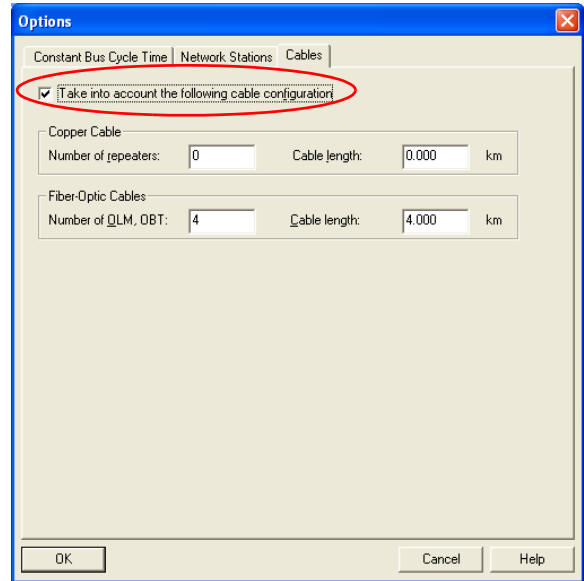 Options
Constant Bus Cycle Time Network Stations Cables
Take into account the following cable configuration
Copper Cable
Number of repeaters: 0 Cable length: 0.000 km
Fiber-Optic Cables
Number of OLM, OBT: 4 Cable length: 4.000 km
OK Cancel Help